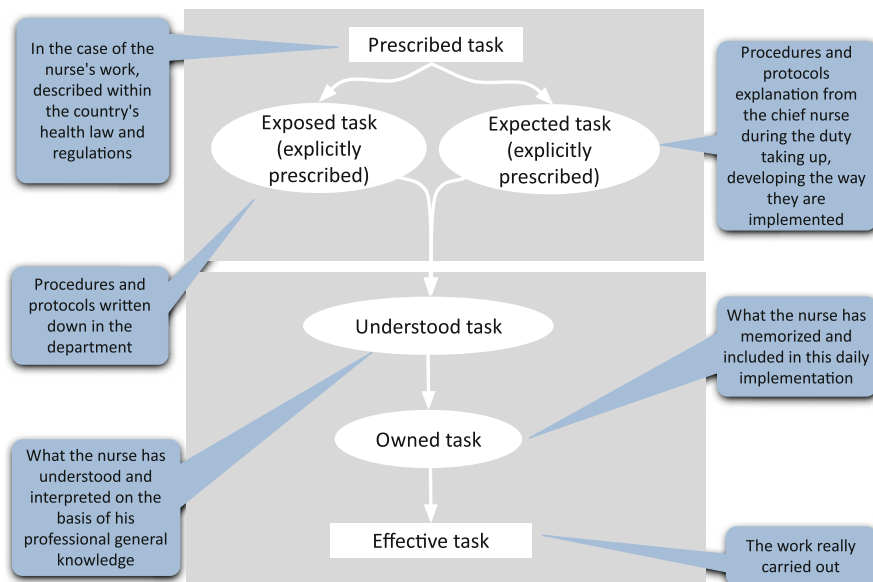 Prescribed task
In the case of the
nurse's work,
described within
the country's
health law and
regulations
Exposed task
(explicitly
prescribed)
Expected task
(explicitly
prescribed)
Procedures and
protocols
explanation from
the chief nurse
during the duty
taking up,
developing the way
they are
implemented
Procedures and
protocols written
down in the
department
Understood task
What the nurse has
memorized and
included in this daily
implementation
Owned task
What the nurse has
understood and
interpreted on the
basis of his
professional general
knowledge
Effective task
The work really
carried out